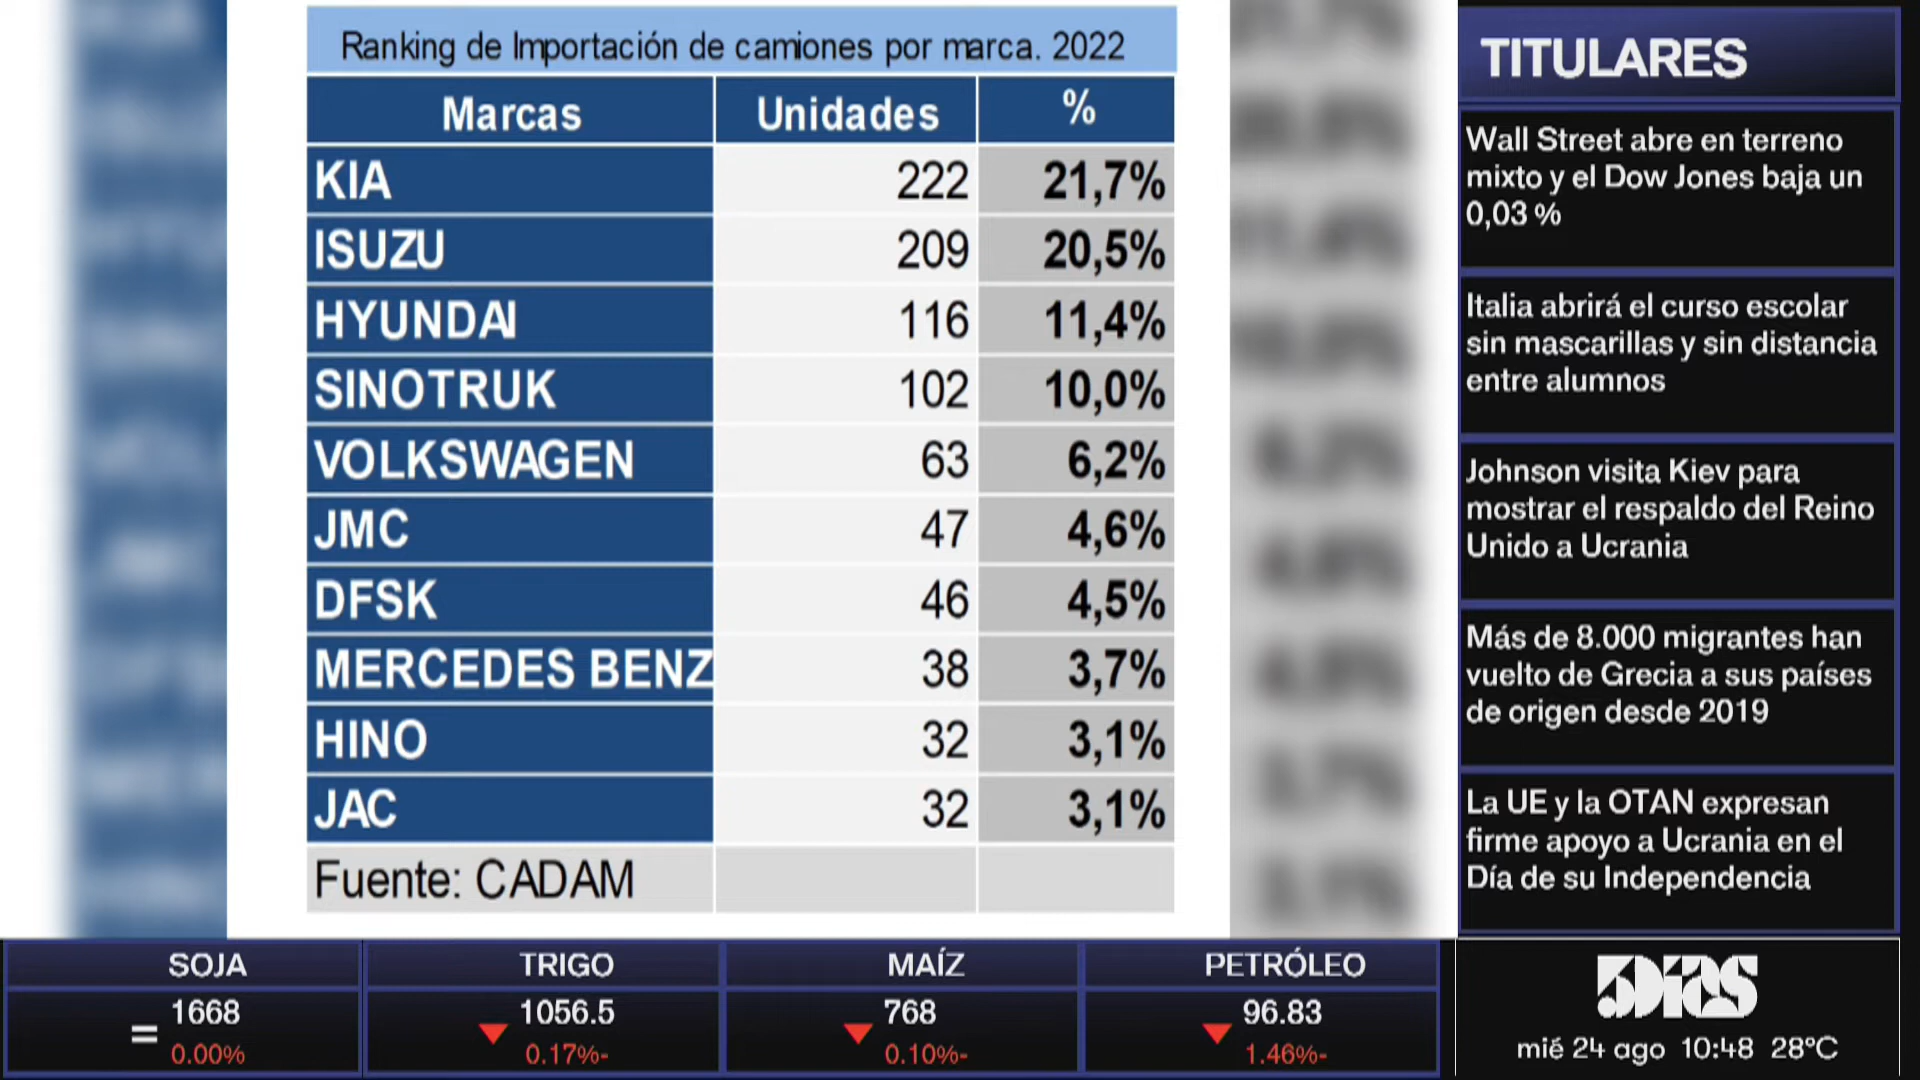 Ranking de Importación de camiones por marca. 2022
Marcas Unidades %
KIA 222 21,7%
ISUZU 209 20,5%
HYUNDAI 116 11,4%
SINOTRUK 102 10,0%
VOLKSWAGEN 63 6,2%
JMC 47 4,6%
DFSK 46 4,5%
MERCEDES BENZ 38 3,7%
HINO 32 3,1%
JAC 32 3,1%
Fuente: CADAM
TITULARES
Wall Street abre en terreno
mixto y el Dow Jones baja un
0,03 %
Italia abrirá el curso escolar
sin mascarillas y sin distancia
entre alumnos
Johnson visita Kiev para
mostrar el respaldo del Reino
Unido a Ucrania
Más de 8.000 migrantes han
vuelto de Grecia a sus países
de origen desde 2019
La UE y la OTAN expresan
firme apoyo a Ucrania en el
Día de su Independencia
SOJA TRIGO MAÍZ PETRÓLEO
= 1668 1056.5 768 96.83
0.00% 0.17%- 0.10%- 1.46%-
5Días
mié 24 ago 10:48 28°C